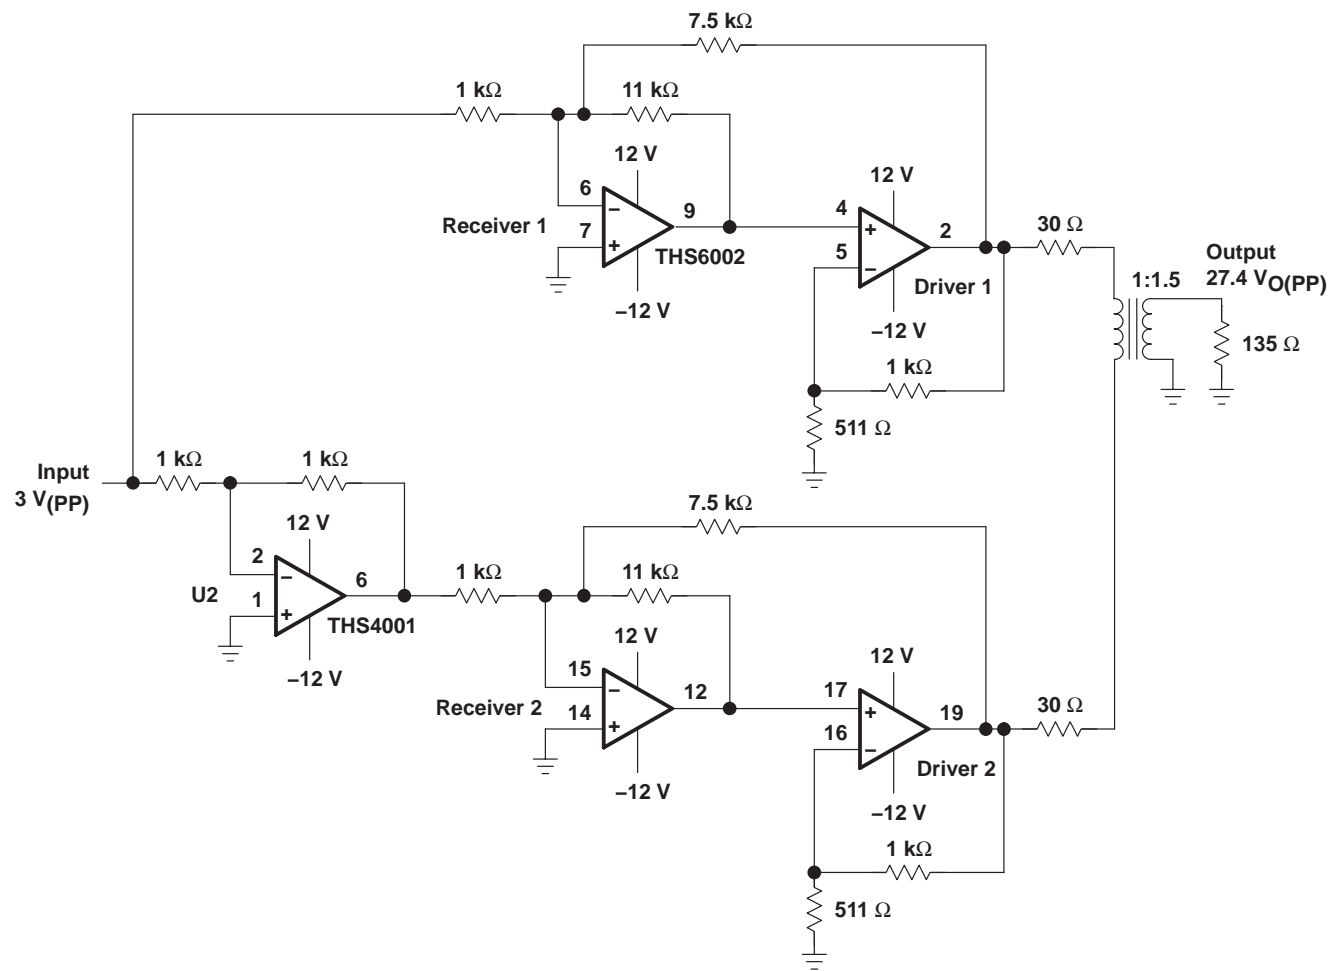 7.5 kΩ
1 kΩ
11 kΩ
12 V
6
–
9
7
+
Receiver 1
THS6002
–12 V
12 V
4
+
2
5
–
Driver 1
–12 V
30 Ω
1:1.5
Output
27.4 VO(PP)
135 Ω
1 kΩ
511 Ω
Input
3 V(PP)
1 kΩ
1 kΩ
12 V
2
–
6
U2
1
+
THS4001
–12 V
7.5 kΩ
1 kΩ
11 kΩ
12 V
15
–
12
Receiver 2
14
+
–12 V
12 V
17
+
19
16
–
Driver 2
–12 V
30 Ω
1 kΩ
511 Ω